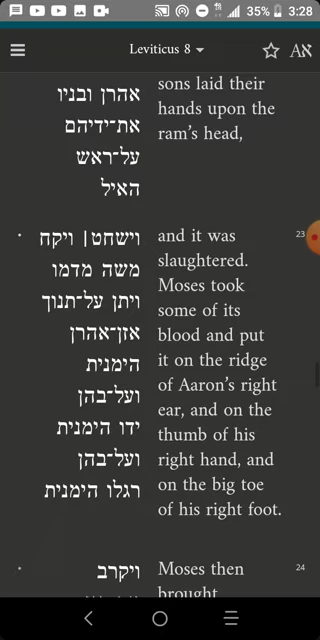 35% 3:28
Leviticus 8
Aא
אהרן ובניו
את־ידיהם
על־ראש
האיל
sons laid their
hands upon the
ram’s head,
וישחט | ויקח
משה מדמו
ויתן על־תנוך
אזן־אהרן
הימנית
ועל־בהן
ידו הימנית
ועל־בהן
רגלו הימנית
and it was
slaughtered.
Moses took
some of its
blood and put
it on the ridge
of Aaron’s right
ear, and on the
thumb of his
right hand, and
on the big toe
of his right foot.
23
ויקרב
Moses then
brought
24